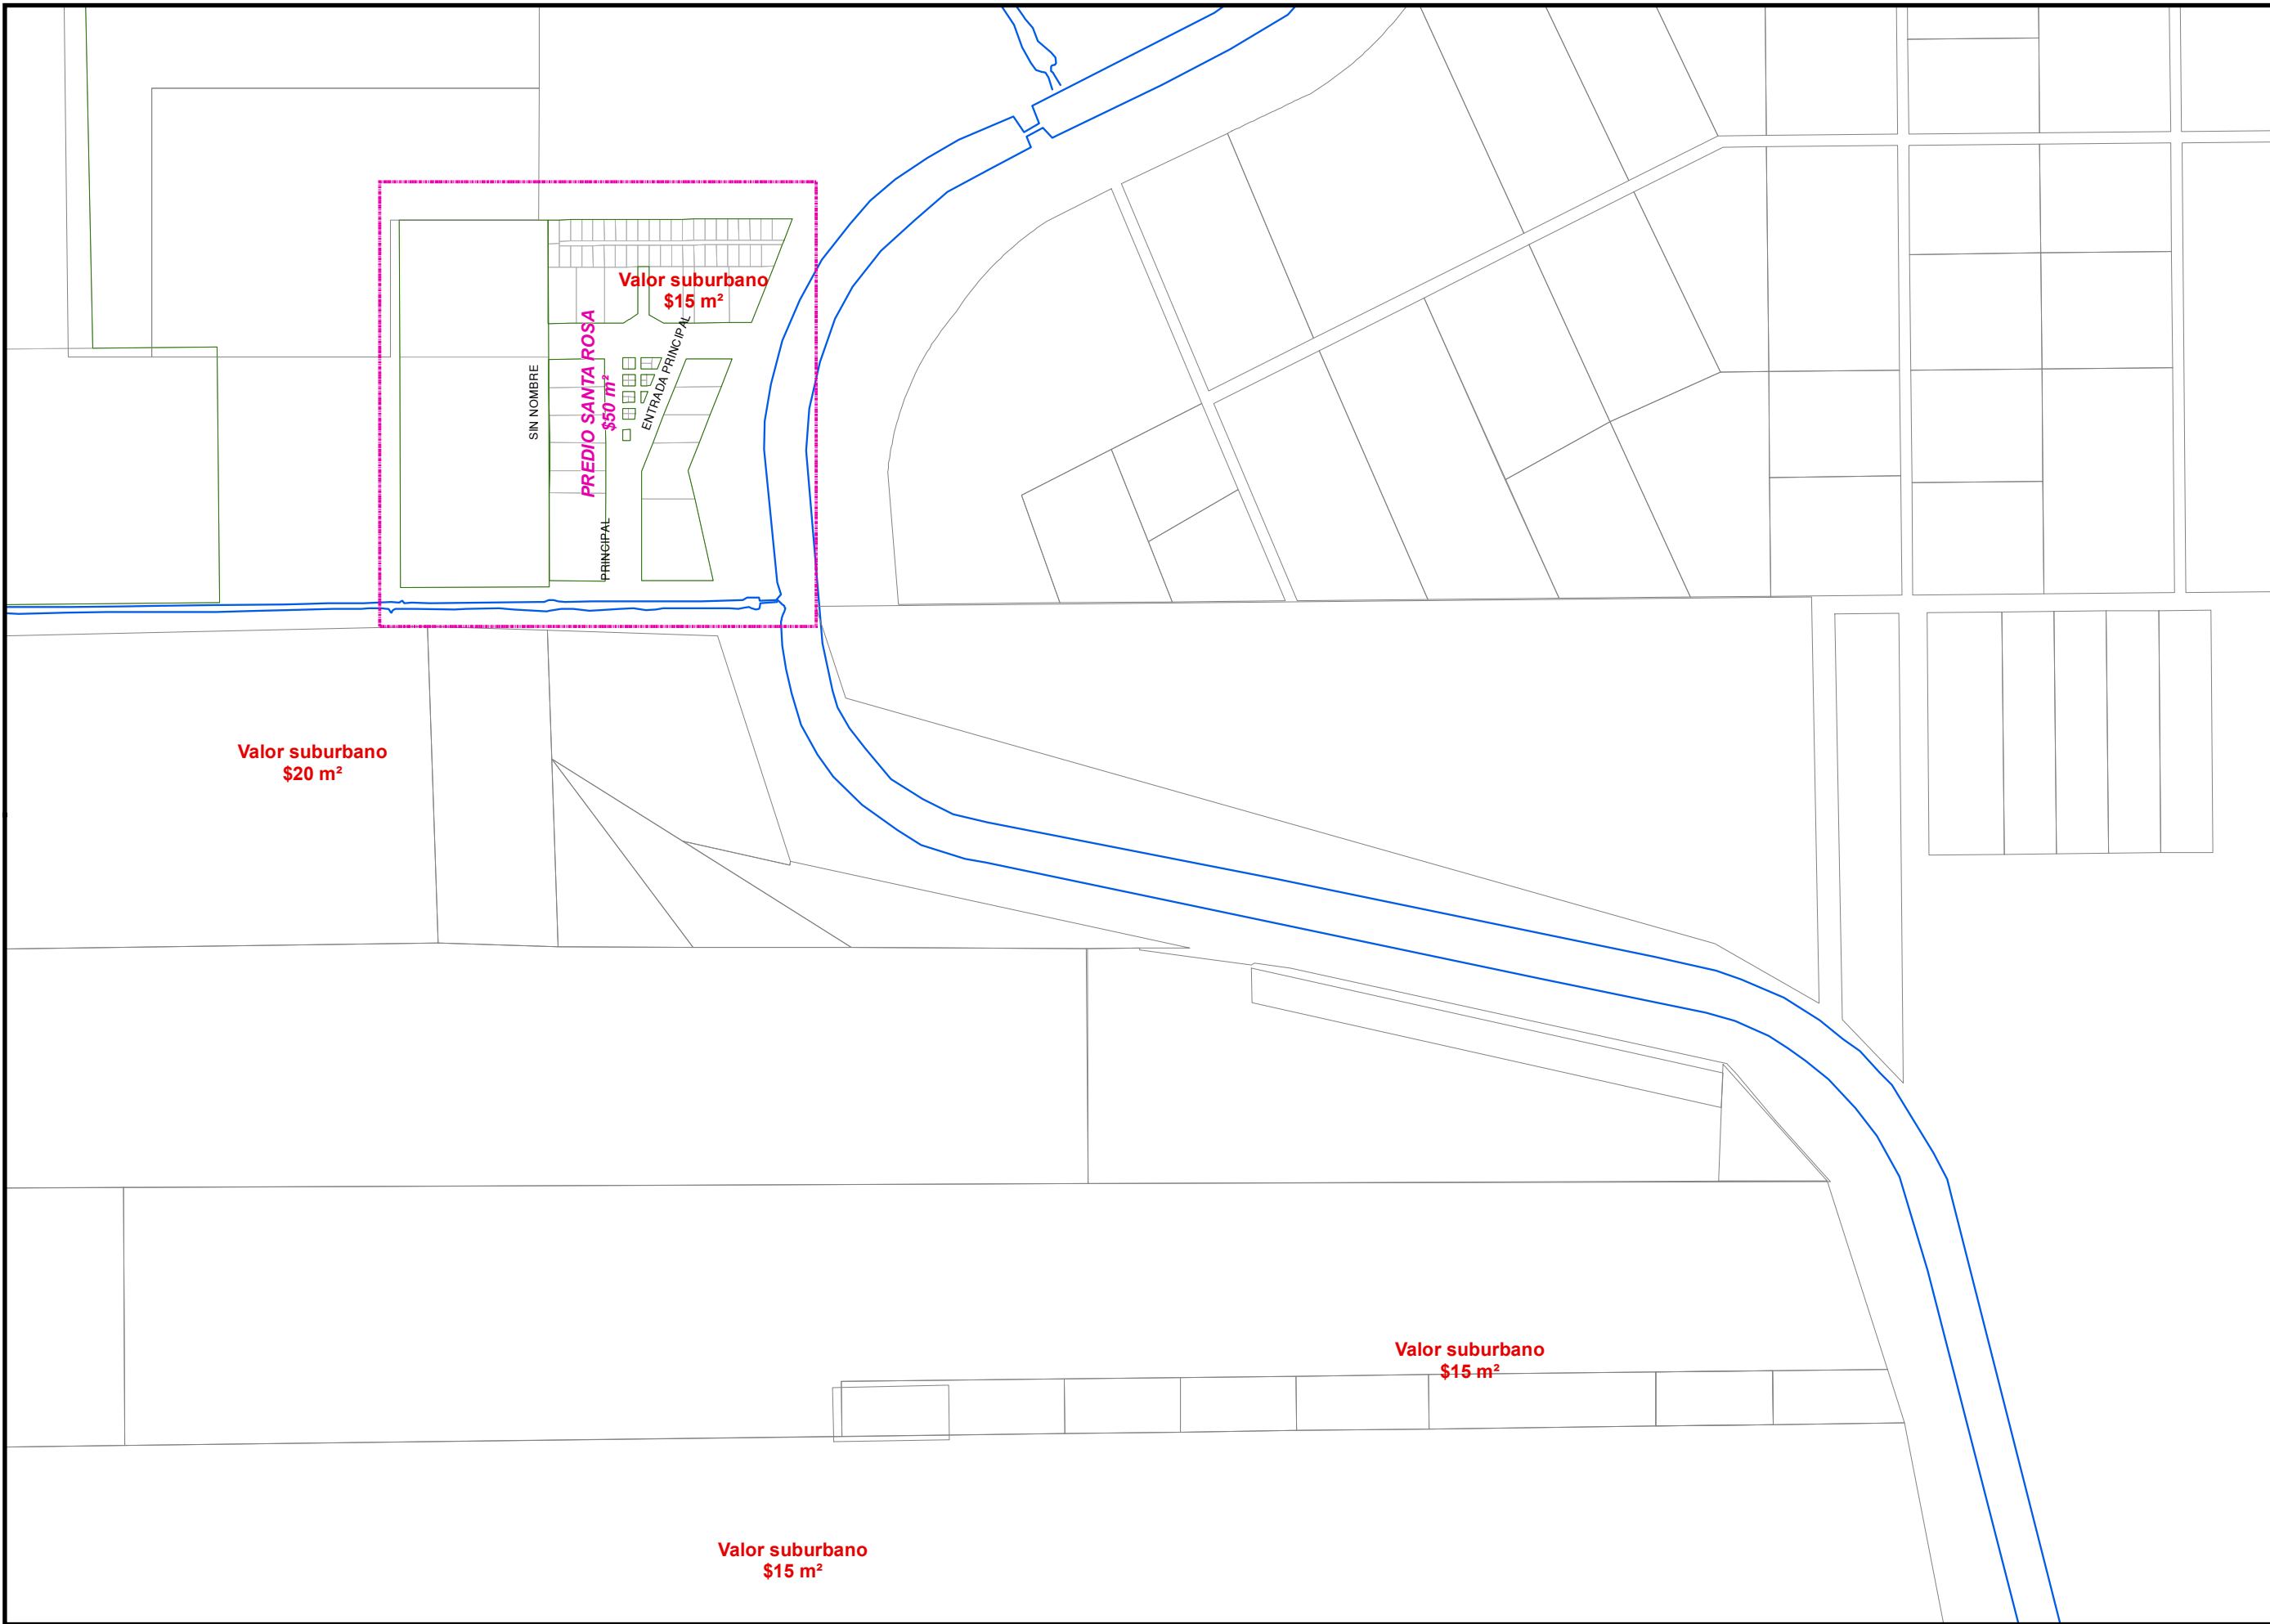 Valor suburbano
$15 m²
PREDIO SANTA ROSA
$50 m²
ENTRADA PRINCIPAL
SIN NOMBRE
PRINCIPAL
Valor suburbano
$20 m²
Valor suburbano
$15 m²
Valor suburbano
$15 m²